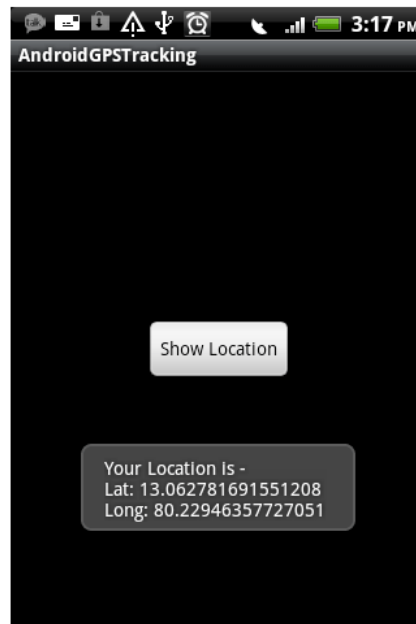 3:17 PM
AndroidGPSTracking
Show Location
Your Location is -
Lat: 13.062781691551208
Long: 80.22946357727051